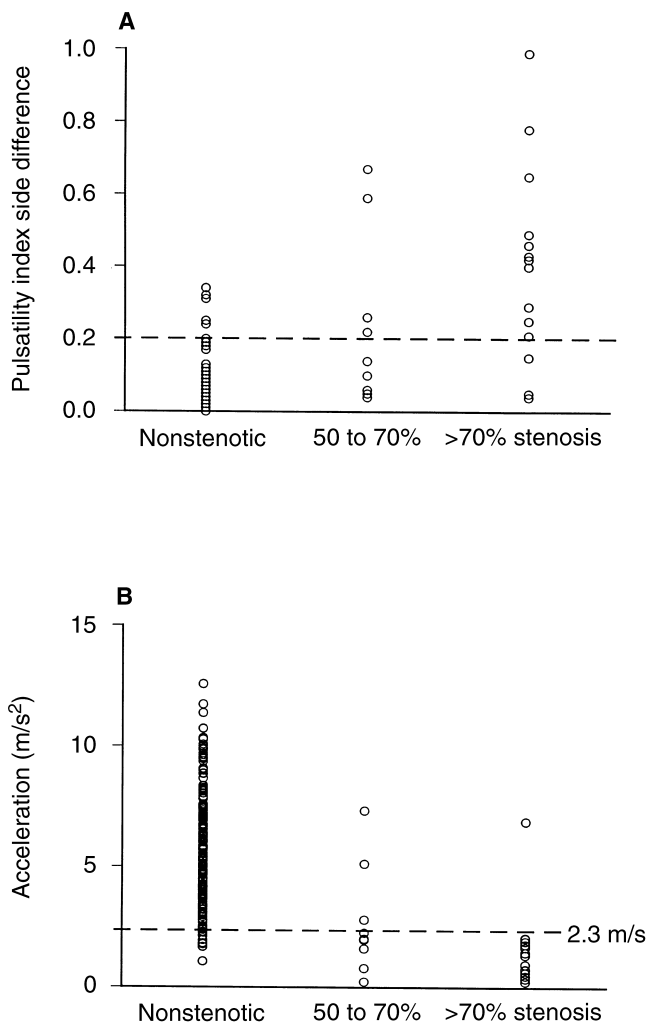 A
Pulsatility index side difference
1.0
0.8
0.6
0.4
0.2
0.0
Nonstenotic
50 to 70%
>70% stenosis
B
Acceleration (m/s²)
15
10
5
0
2.3 m/s
Nonstenotic
50 to 70%
>70% stenosis